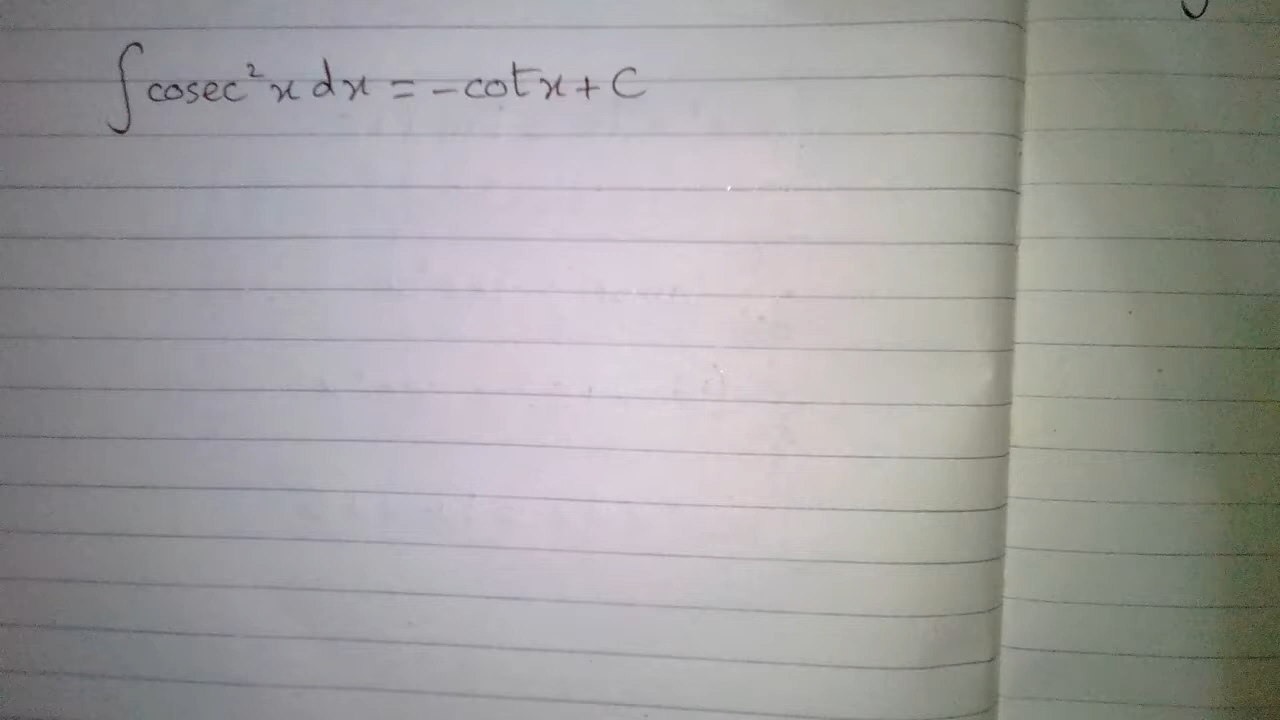 ∫cosec²x dx = -cotx + C